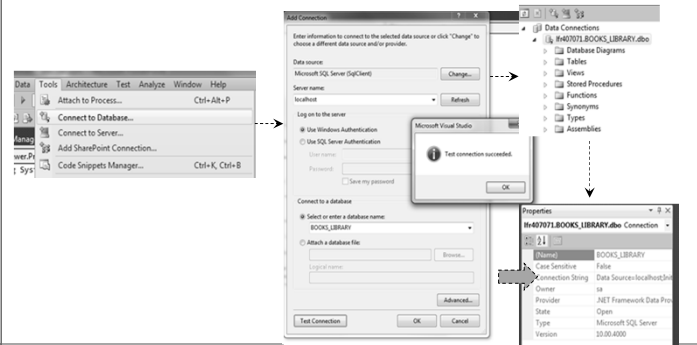 Data Tools Architecture Test Analyze Window Help
Attach to Process... Ctrl+Alt+P
Connect to Database...
Connect to Server...
Add SharePoint Connection...
Code Snippets Manager... Ctrl+K, Ctrl+B
Manag
wer.Pr
g Sys
Add Connection
Enter information to connect to the selected data source or click "Change" to
choose a different data source and/or provider.
Data source:
Microsoft SQL Server (SqlClient) Change...
Server name:
localhost Refresh
Log on to the server
Use Windows Authentication
Use SQL Server Authentication
User name:
Password:
Save my password
Connect to a database
Select or enter a database name:
BOOKS_LIBRARY
Attach a database file:
Browse...
Logical name:
Advanced...
Test Connection OK Cancel
Microsoft Visual Studio
Test connection succeeded.
OK
Data Connections
lfr407071.BOOKS_LIBRARY.dbo
Database Diagrams
Tables
Views
Stored Procedures
Functions
Synonyms
Types
Assemblies
Properties
lfr407071.BOOKS_LIBRARY.dbo Connection
(Name) BOOKS_LIBRARY
Case Sensitive False
Connection String Data Source=localhost;Init
Owner sa
Provider .NET Framework Data Prov
State Open
Type Microsoft SQL Server
Version 10.00.4000